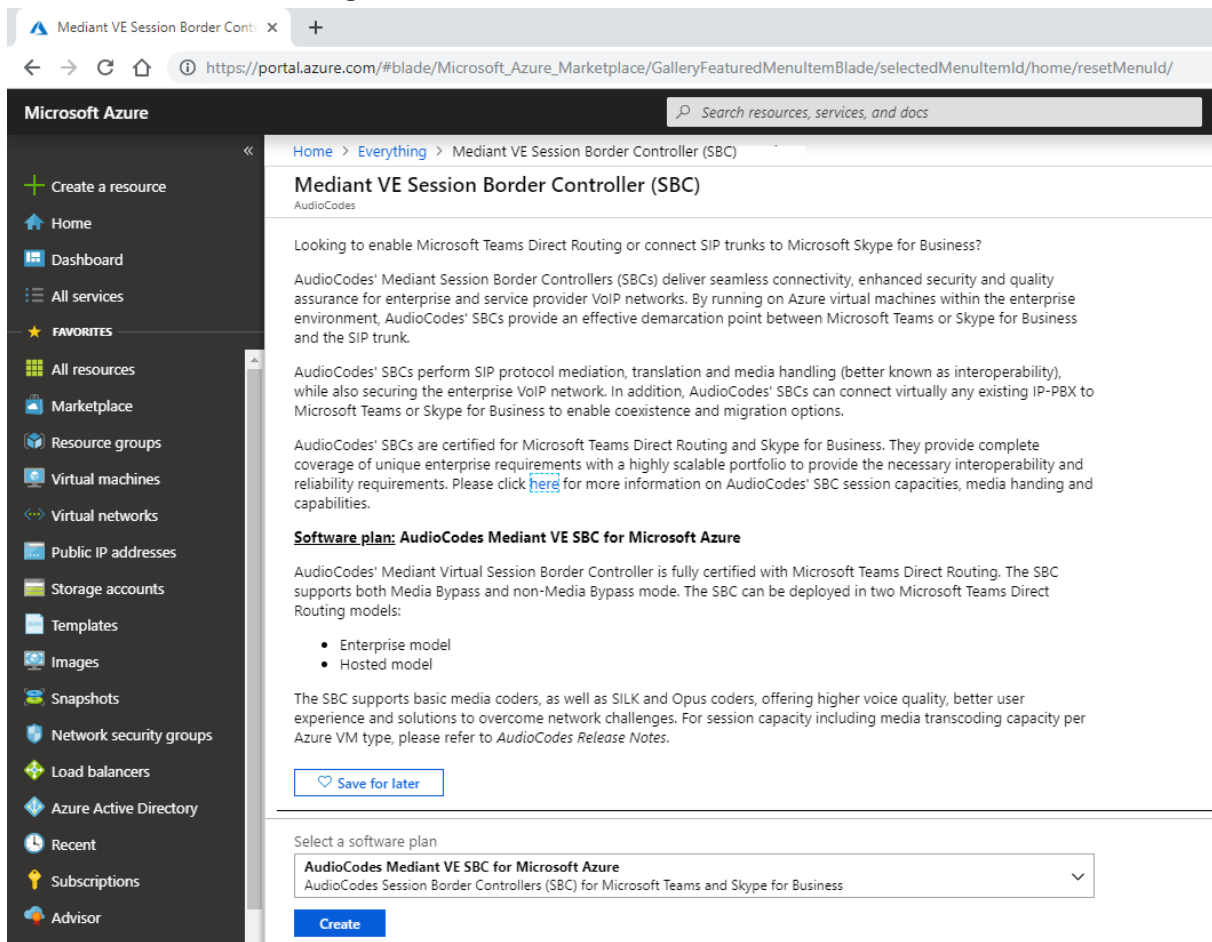 Mediant VE Session Border Contr
https://portal.azure.com/#blade/Microsoft_Azure_Marketplace/GalleryFeaturedMenuItemBlade/selectedMenuItemId/home/resetMenuId/
Microsoft Azure
Search resources, services, and docs
«
Create a resource
Home
Dashboard
All services
FAVORITES
All resources
Marketplace
Resource groups
Virtual machines
Virtual networks
Public IP addresses
Storage accounts
Templates
Images
Snapshots
Network security groups
Load balancers
Azure Active Directory
Recent
Subscriptions
Advisor
Home > Everything > Mediant VE Session Border Controller (SBC)
Mediant VE Session Border Controller (SBC)
AudioCodes
Looking to enable Microsoft Teams Direct Routing or connect SIP trunks to Microsoft Skype for Business?
AudioCodes' Mediant Session Border Controllers (SBCs) deliver seamless connectivity, enhanced security and quality
assurance for enterprise and service provider VoIP networks. By running on Azure virtual machines within the enterprise
environment, AudioCodes' SBCs provide an effective demarcation point between Microsoft Teams or Skype for Business
and the SIP trunk.
AudioCodes' SBCs perform SIP protocol mediation, translation and media handling (better known as interoperability),
while also securing the enterprise VoIP network. In addition, AudioCodes' SBCs can connect virtually any existing IP-PBX to
Microsoft Teams or Skype for Business to enable coexistence and migration options.
AudioCodes' SBCs are certified for Microsoft Teams Direct Routing and Skype for Business. They provide complete
coverage of unique enterprise requirements with a highly scalable portfolio to provide the necessary interoperability and
reliability requirements. Please click here for more information on AudioCodes' SBC session capacities, media handing and
capabilities.
Software plan: AudioCodes Mediant VE SBC for Microsoft Azure
AudioCodes' Mediant Virtual Session Border Controller is fully certified with Microsoft Teams Direct Routing. The SBC
supports both Media Bypass and non-Media Bypass mode. The SBC can be deployed in two Microsoft Teams Direct
Routing models:
• Enterprise model
• Hosted model
The SBC supports basic media coders, as well as SILK and Opus coders, offering higher voice quality, better user
experience and solutions to overcome network challenges. For session capacity including media transcoding capacity per
Azure VM type, please refer to AudioCodes Release Notes.
Save for later
Select a software plan
AudioCodes Mediant VE SBC for Microsoft Azure
AudioCodes Session Border Controllers (SBC) for Microsoft Teams and Skype for Business
Create